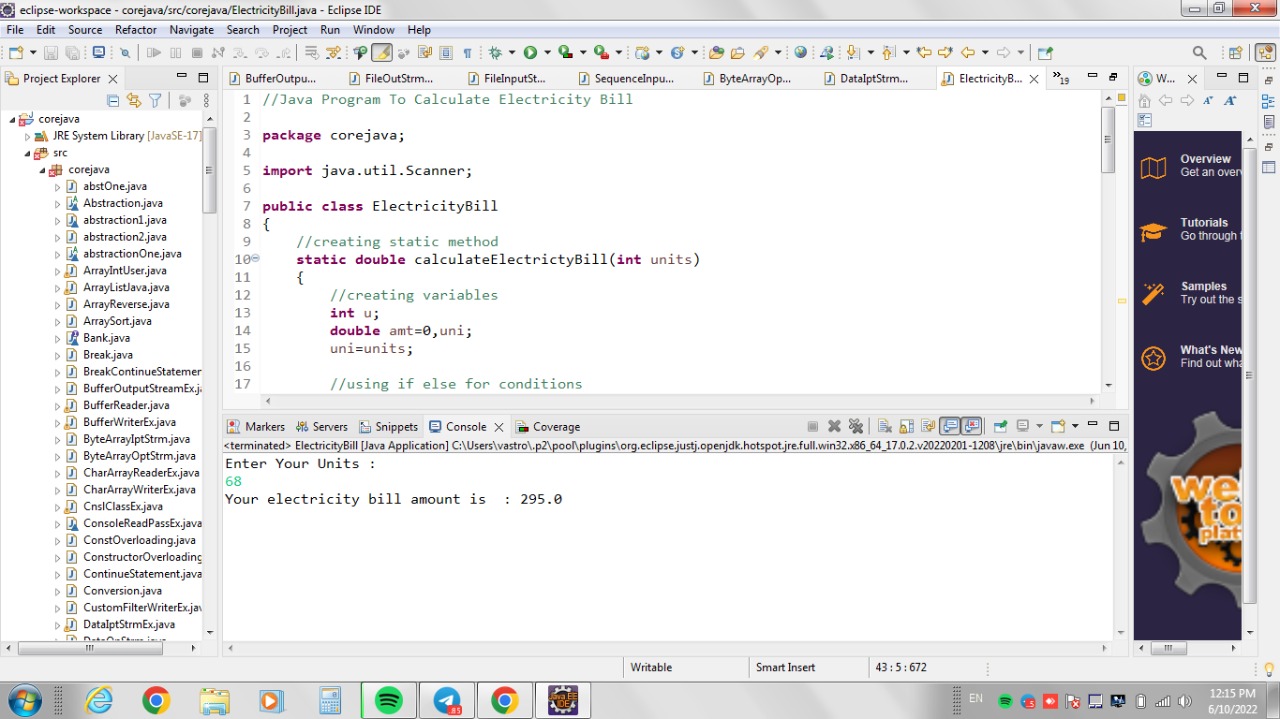 eclipse-workspace - corejava/src/corejava/ElectricityBill.java - Eclipse IDE
File Edit Source Refactor Navigate Search Project Run Window Help
Project Explorer
BufferOutpu...
FileOutStrm...
FileInputSt...
SequenceInpu...
ByteArrayOp...
DataIptStrm...
ElectricityB...
19
W...
corejava
JRE System Library [JavaSE-17]
src
corejava
abstOne.java
Abstraction.java
abstraction1.java
abstraction2.java
abstractionOne.java
ArrayIntUser.java
ArrayListJava.java
ArrayReverse.java
ArraySort.java
Bank.java
Break.java
BreakContinueStatemer
BufferOutputStreamEx.j
BufferReader.java
BufferWriterEx.java
ByteArrayIptStrm.java
ByteArrayOptStrm.java
CharArrayReaderEx.java
CharArrayWriterEx.java
CnslClassEx.java
ConsoleReadPassEx.java
ConstOverloading.java
ConstructorOverloading
ContinueStatement.java
Conversion.java
CustomFilterWriterEx.jav
DataIptStrmEx.java
1 //Java Program To Calculate Electricity Bill
2
3 package corejava;
4
5 import java.util.Scanner;
6
7 public class ElectricityBill
8 {
9 //creating static method
10 static double calculateElectrictyBill(int units)
11 {
12 //creating variables
13 int u;
14 double amt=0,uni;
15 uni=units;
16
17 //using if else for conditions
Markers Servers Snippets Console Coverage
<terminated> ElectricityBill [Java Application] C:\Users\vastro\.p2\pool\plugins\org.eclipse.justj.openjdk.hotspot.jre.full.win32.x86_64_17.0.2.v20220201-1208\jre\bin\javaw.exe (Jun 10,
Enter Your Units :
68
Your electricity bill amount is : 295.0
Overview
Get an over
Tutorials
Go through t
Samples
Try out the s
What's New
Find out wha
we
to
plat
Writable
Smart Insert
43 : 5 : 672
.85
Java EE
IDE
EN
12:15 PM
6/10/2022